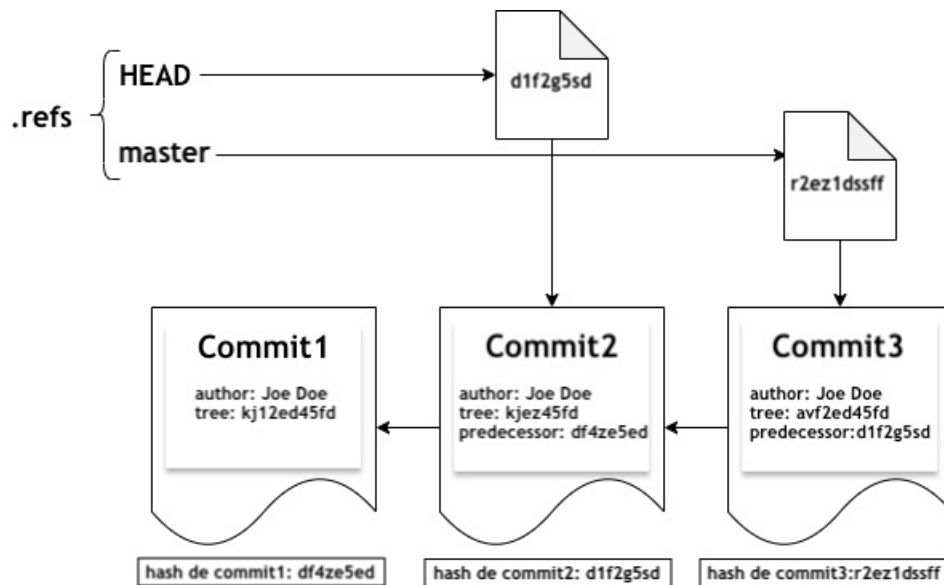 HEAD
d1f2g5sd
.refs
master
r2ez1dssff
Commit1
author: Joe Doe
tree: kj12ed45fd
Commit2
author: Joe Doe
tree: kjez45fd
predecessor: df4ze5ed
Commit3
author: Joe Doe
tree: avf2ed45fd
predecessor:d1f2g5sd
hash de commit1: df4ze5ed
hash de commit2: d1f2g5sd
hash de commit3:r2ez1dssff